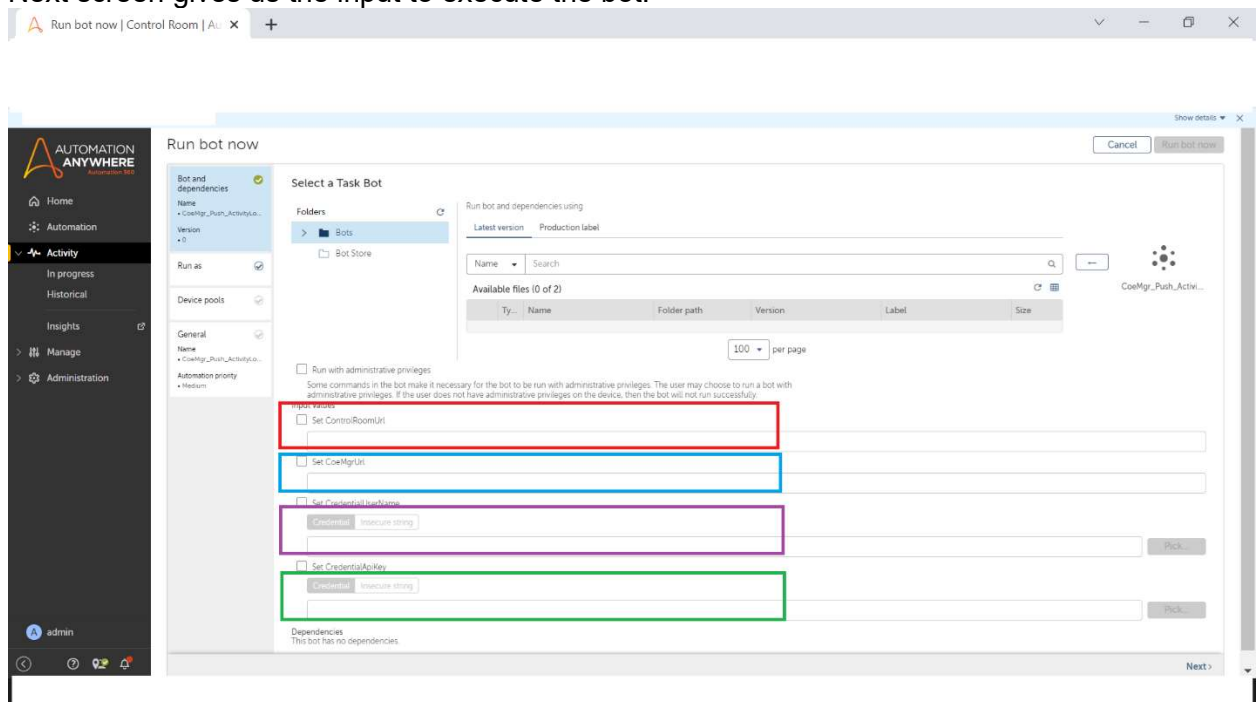 Next screen gives us the input to execute the bot.
Run bot now | Control Room | Au
Show details
AUTOMATION
ANYWHERE
Automation 360
Home
Automation
Activity
In progress
Historical
Insights
Manage
Administration
admin
Run bot now
Cancel
Run bot now
Bot and
dependencies
Name
• CoeMgr_Push_ActivityLo...
Version
• 0
Run as
Device pools
General
Name
• CoeMgr_Push_ActivityLo...
Automation priority
• Medium
Select a Task Bot
Folders
Bots
Bot Store
Run bot and dependencies using
Latest version Production label
Name Search
Available files (0 of 2)
Ty... Name Folder path Version Label Size
100 per page
CoeMgr_Push_Activi...
Run with administrative privileges
Some commands in the bot make it necessary for the bot to be run with administrative privileges. The user may choose to run a bot with
administrative privileges. If the user does not have administrative privileges on the device, then the bot will not run successfully.
Input values
Set ControlRoomUrl
Set CoeMgrUrl
Set CredentialUserName
Credential Insecure string
Pick...
Set CredentialApiKey
Credential Insecure string
Pick...
Dependencies
This bot has no dependencies
Next >